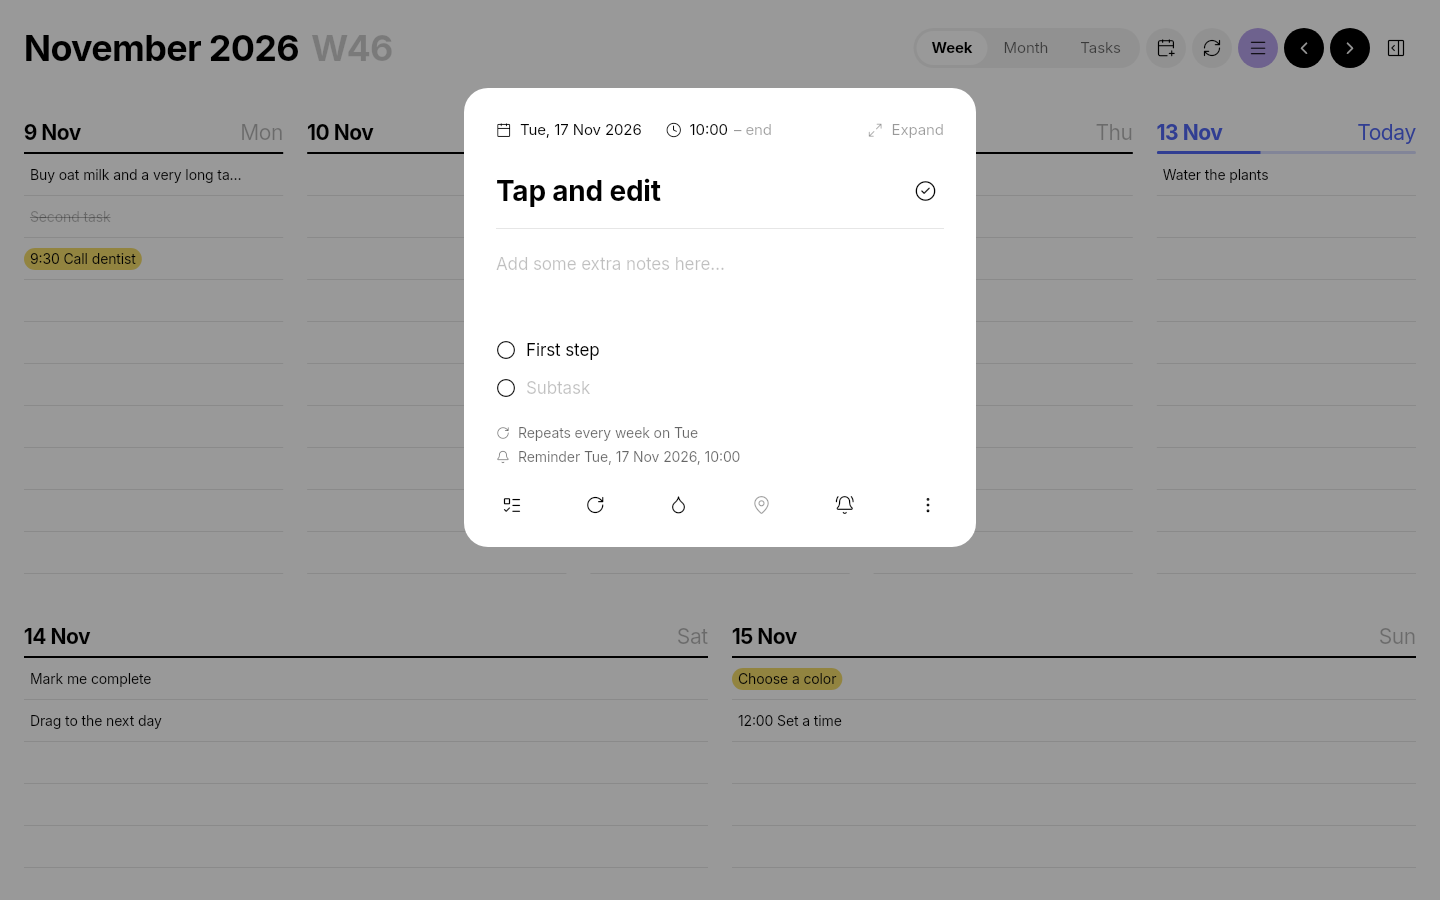 November 2026 W46
Week Month Tasks
9 Nov Mon
10 Nov
Thu
13 Nov Today
Buy oat milk and a very long ta...
Second task
9:30 Call dentist
Water the plants
Tue, 17 Nov 2026 10:00 – end Expand
Tap and edit
Add some extra notes here...
First step
Subtask
Repeats every week on Tue
Reminder Tue, 17 Nov 2026, 10:00
14 Nov Sat
Mark me complete
Drag to the next day
15 Nov Sun
Choose a color
12:00 Set a time